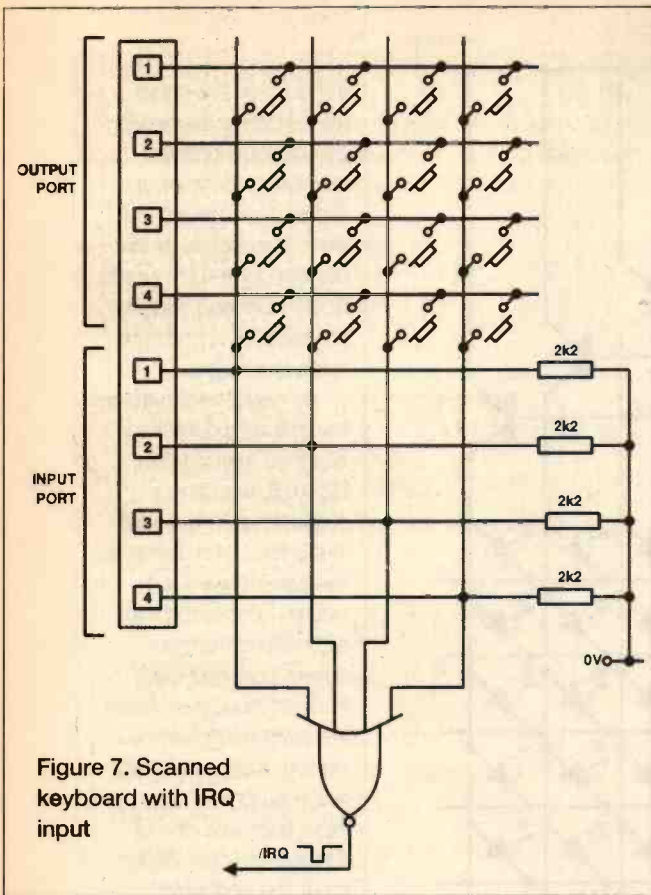 OUTPUT
PORT
1
2
3
4
INPUT
PORT
1
2
3
4
2k2
2k2
2k2
2k2
0V
/IRQ
Figure 7. Scanned
keyboard with IRQ
input